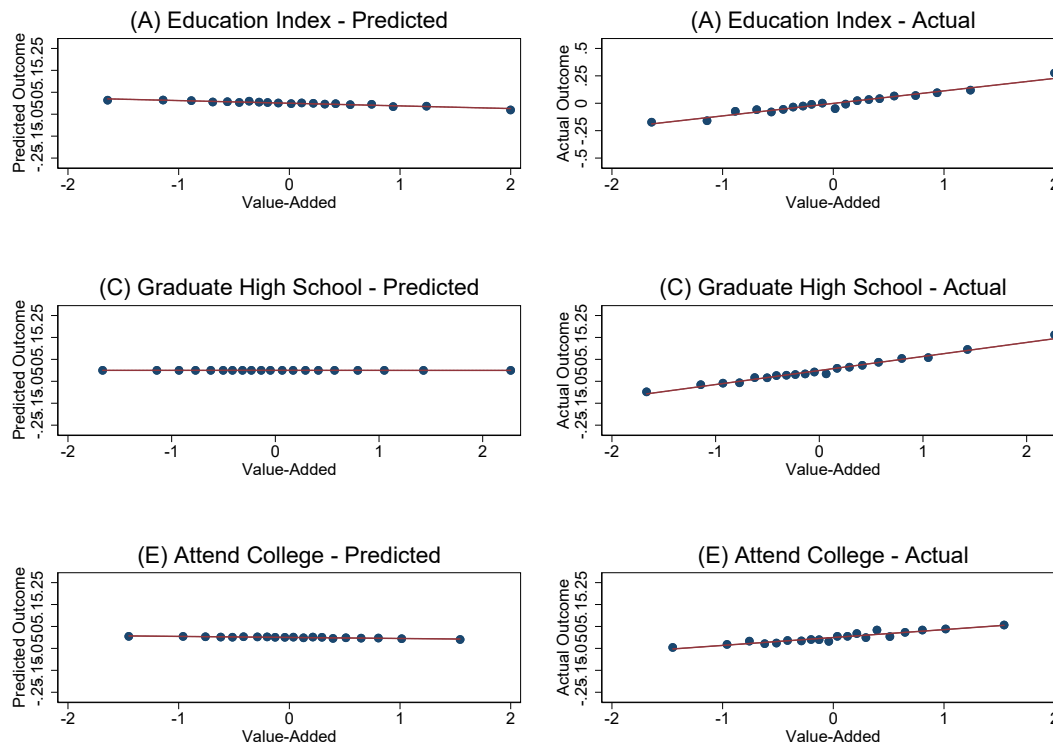 (A) Education Index - Predicted
Predicted Outcome
-.25-.15-.05.05.15.25
-2 -1 0 1 2
Value-Added
(A) Education Index - Actual
Actual Outcome
-.5 -.25 0 .25 .5
-2 -1 0 1 2
Value-Added
(C) Graduate High School - Predicted
Predicted Outcome
-.25-.15-.05.05.15.25
-2 -1 0 1 2
Value-Added
(C) Graduate High School - Actual
Actual Outcome
-.25-.15-.05.05.15.25
-2 -1 0 1 2
Value-Added
(E) Attend College - Predicted
Predicted Outcome
-.25-.15-.05.05.15.25
-2 -1 0 1 2
Value-Added
(E) Attend College - Actual
Actual Outcome
-.25-.15-.05.05.15.25
-2 -1 0 1 2
Value-Added